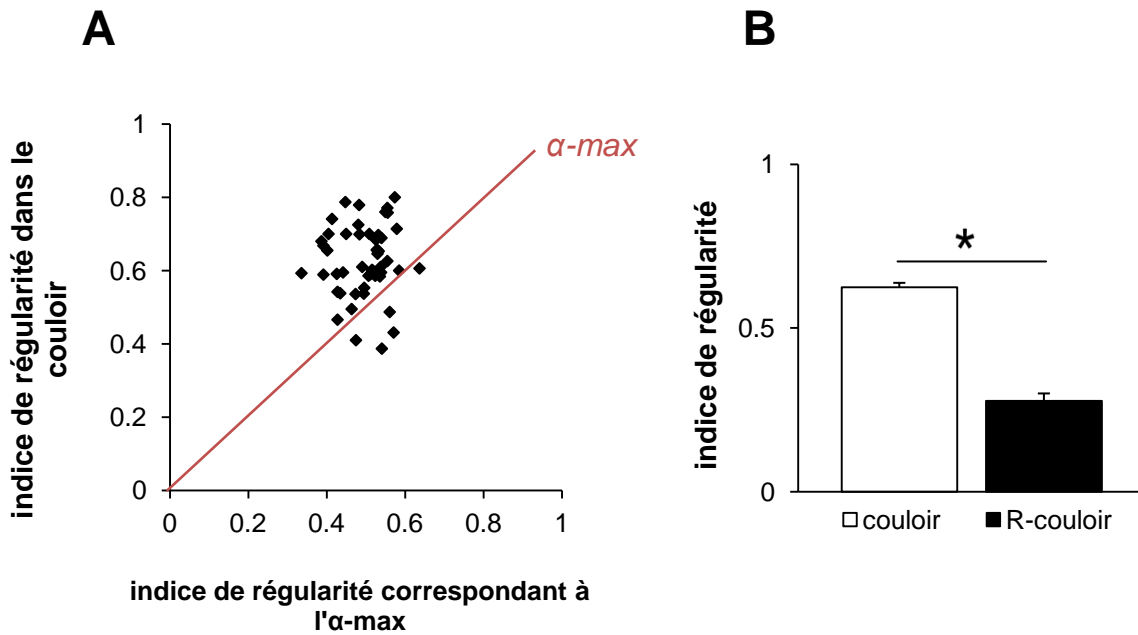 A
B
indice de régularité dans le
couloir
1
0.8
0.6
0.4
0.2
0
0
0.2
0.4
0.6
0.8
1
α-max
indice de régularité correspondant à
l'α-max
indice de régularité
1
0.5
0
*
couloir
R-couloir